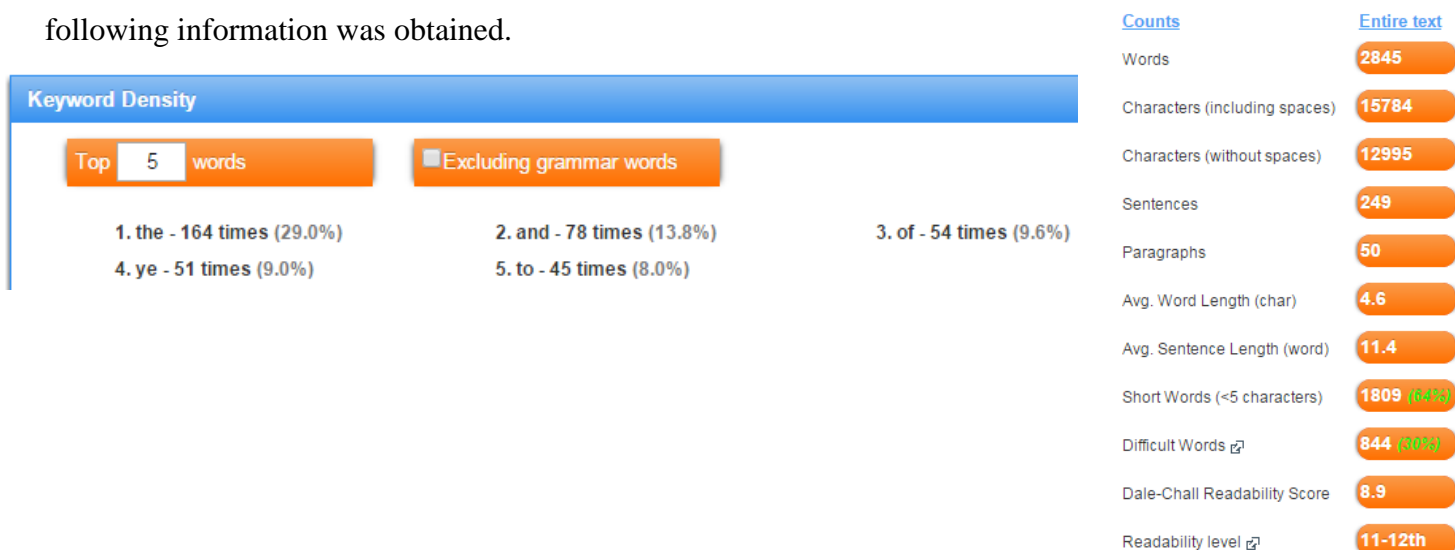 following information was obtained.
Keyword Density
Top 5 words Excluding grammar words
1. the - 164 times (29.0%) 2. and - 78 times (13.8%) 3. of - 54 times (9.6%)
4. ye - 51 times (9.0%) 5. to - 45 times (8.0%)
Counts Entire text
Words 2845
Characters (including spaces) 15784
Characters (without spaces) 12995
Sentences 249
Paragraphs 50
Avg. Word Length (char) 4.6
Avg. Sentence Length (word) 11.4
Short Words (<5 characters) 1809 (64%)
Difficult Words 844 (30%)
Dale-Chall Readability Score 8.9
Readability level 11-12th